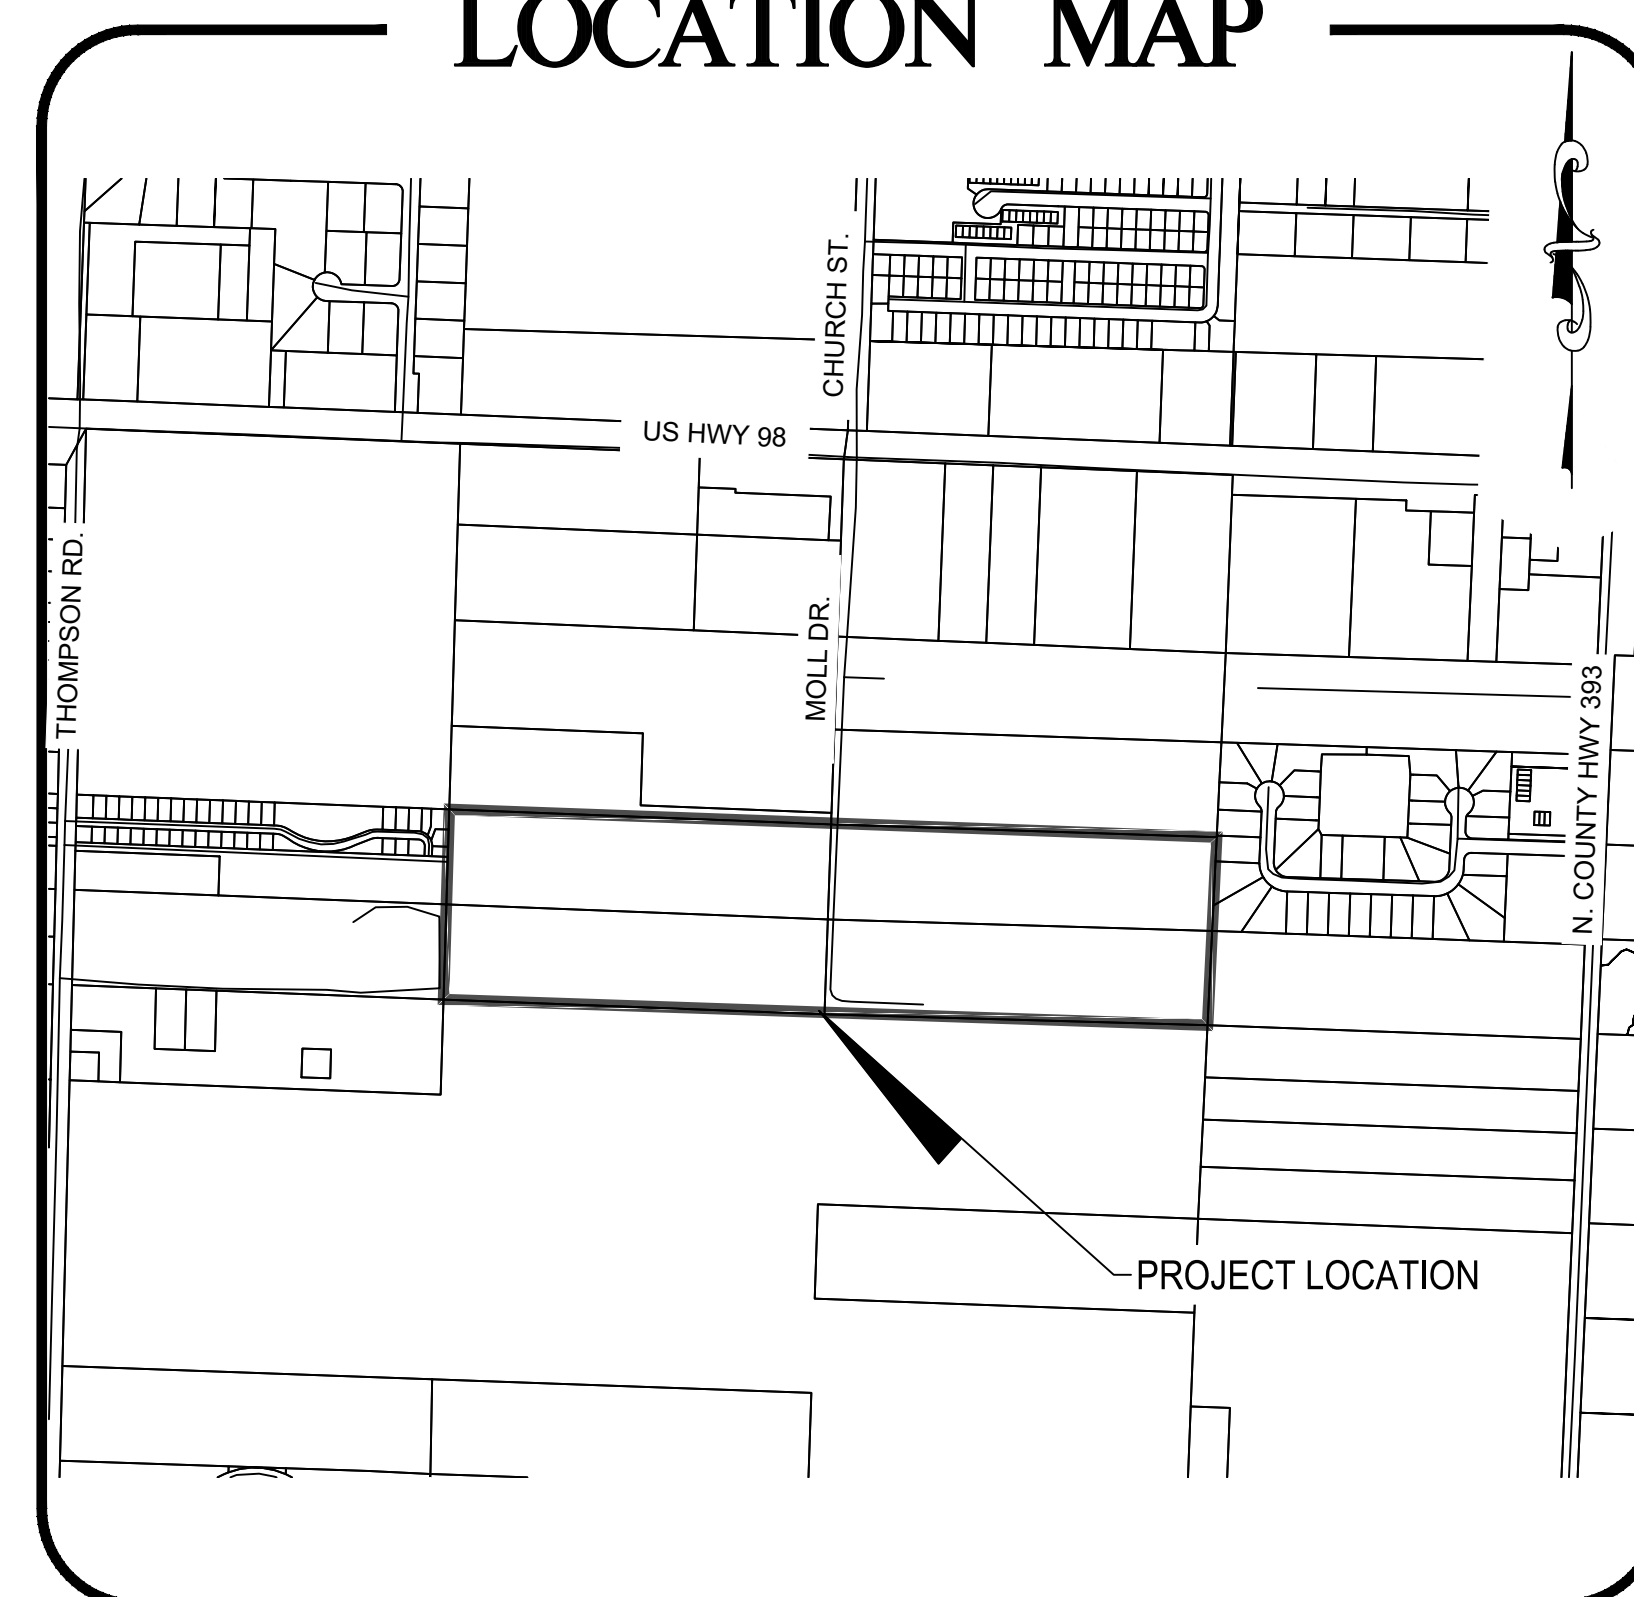 LOCATION MAP
CHURCH ST.
US HWY 98
THOMPSON RD.
MOLL DR.
N. COUNTY HWY 393
PROJECT LOCATION